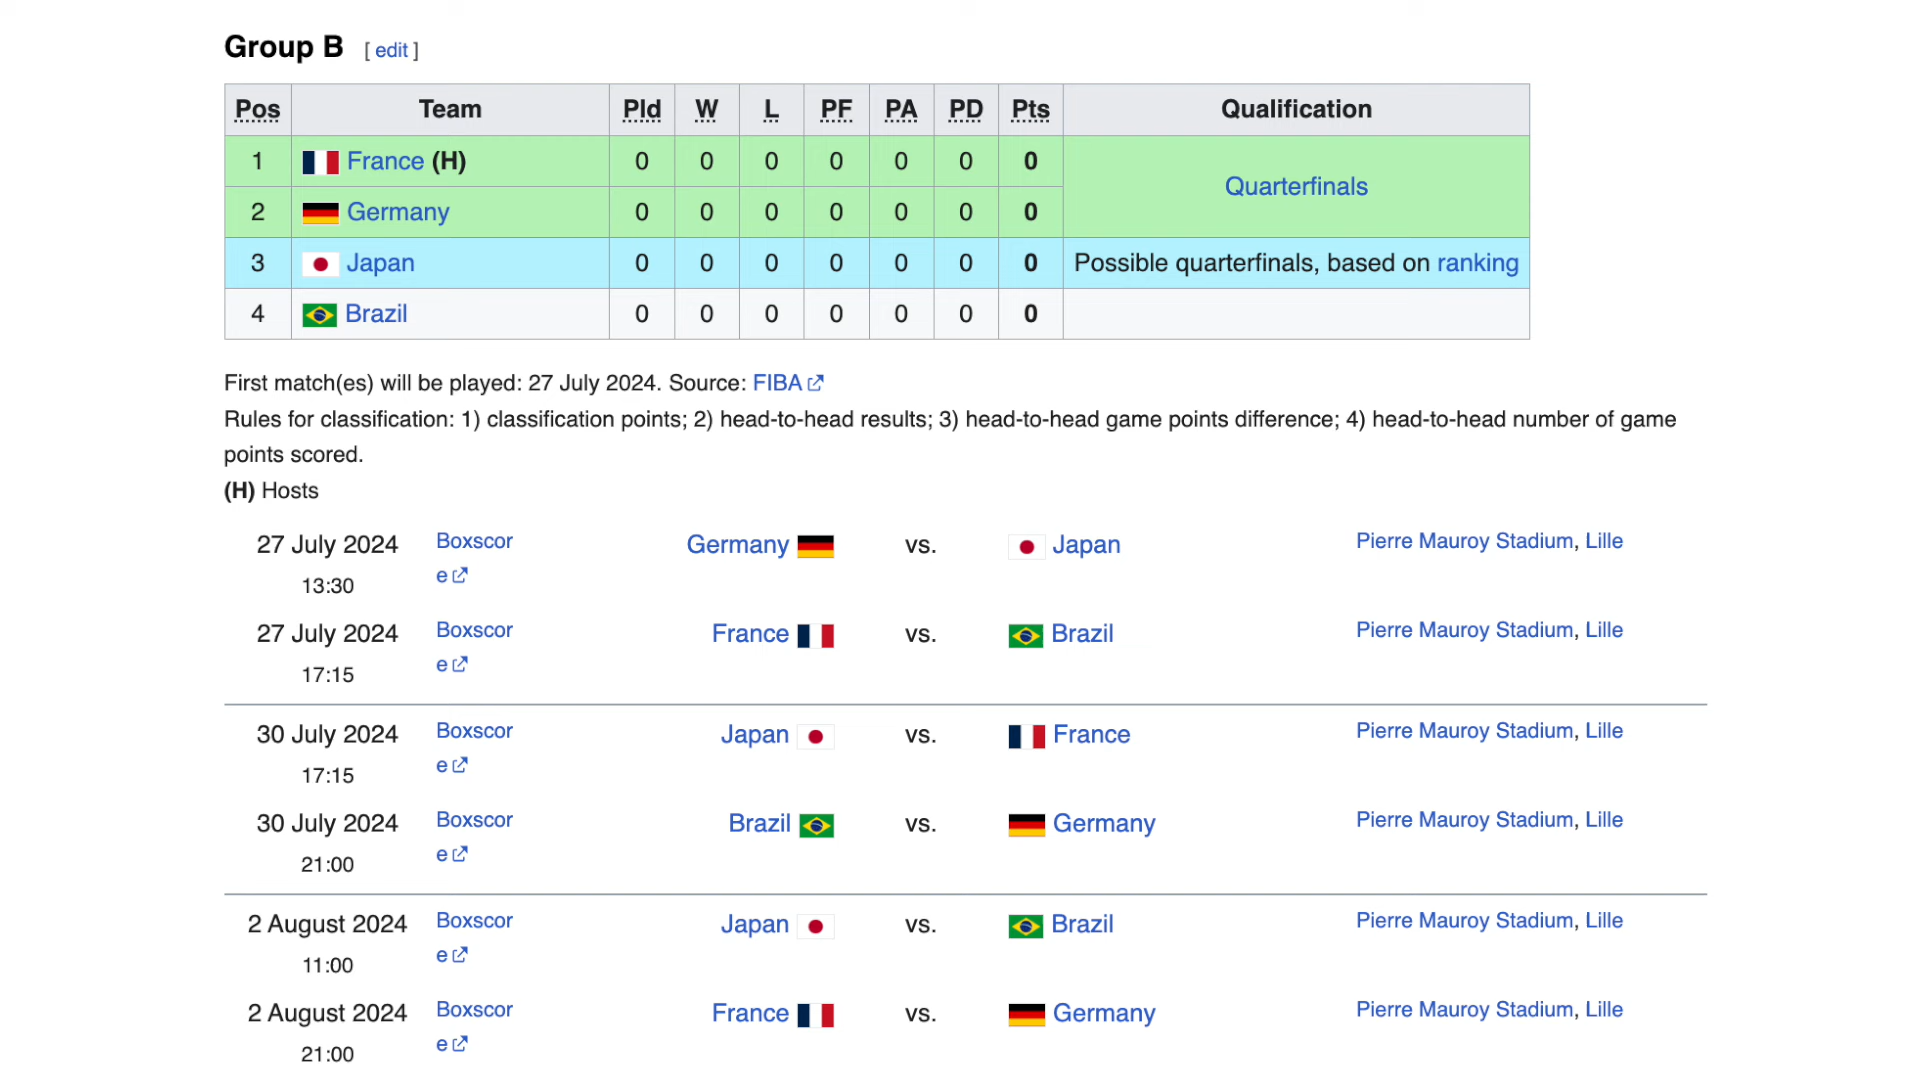 Group B [ edit ]
Pos Team Pld W L PF PA PD Pts Qualification
1 France (H) 0 0 0 0 0 0 0 Quarterfinals
2 Germany 0 0 0 0 0 0 0
3 Japan 0 0 0 0 0 0 0 Possible quarterfinals, based on ranking
4 Brazil 0 0 0 0 0 0 0
First match(es) will be played: 27 July 2024. Source: FIBA
Rules for classification: 1) classification points; 2) head-to-head results; 3) head-to-head game points difference; 4) head-to-head number of game
points scored.
(H) Hosts
27 July 2024 Boxscor Germany vs. Japan Pierre Mauroy Stadium, Lille
13:30 e
27 July 2024 Boxscor France vs. Brazil Pierre Mauroy Stadium, Lille
17:15 e
30 July 2024 Boxscor Japan vs. France Pierre Mauroy Stadium, Lille
17:15 e
30 July 2024 Boxscor Brazil vs. Germany Pierre Mauroy Stadium, Lille
21:00 e
2 August 2024 Boxscor Japan vs. Brazil Pierre Mauroy Stadium, Lille
11:00 e
2 August 2024 Boxscor France vs. Germany Pierre Mauroy Stadium, Lille
21:00 e